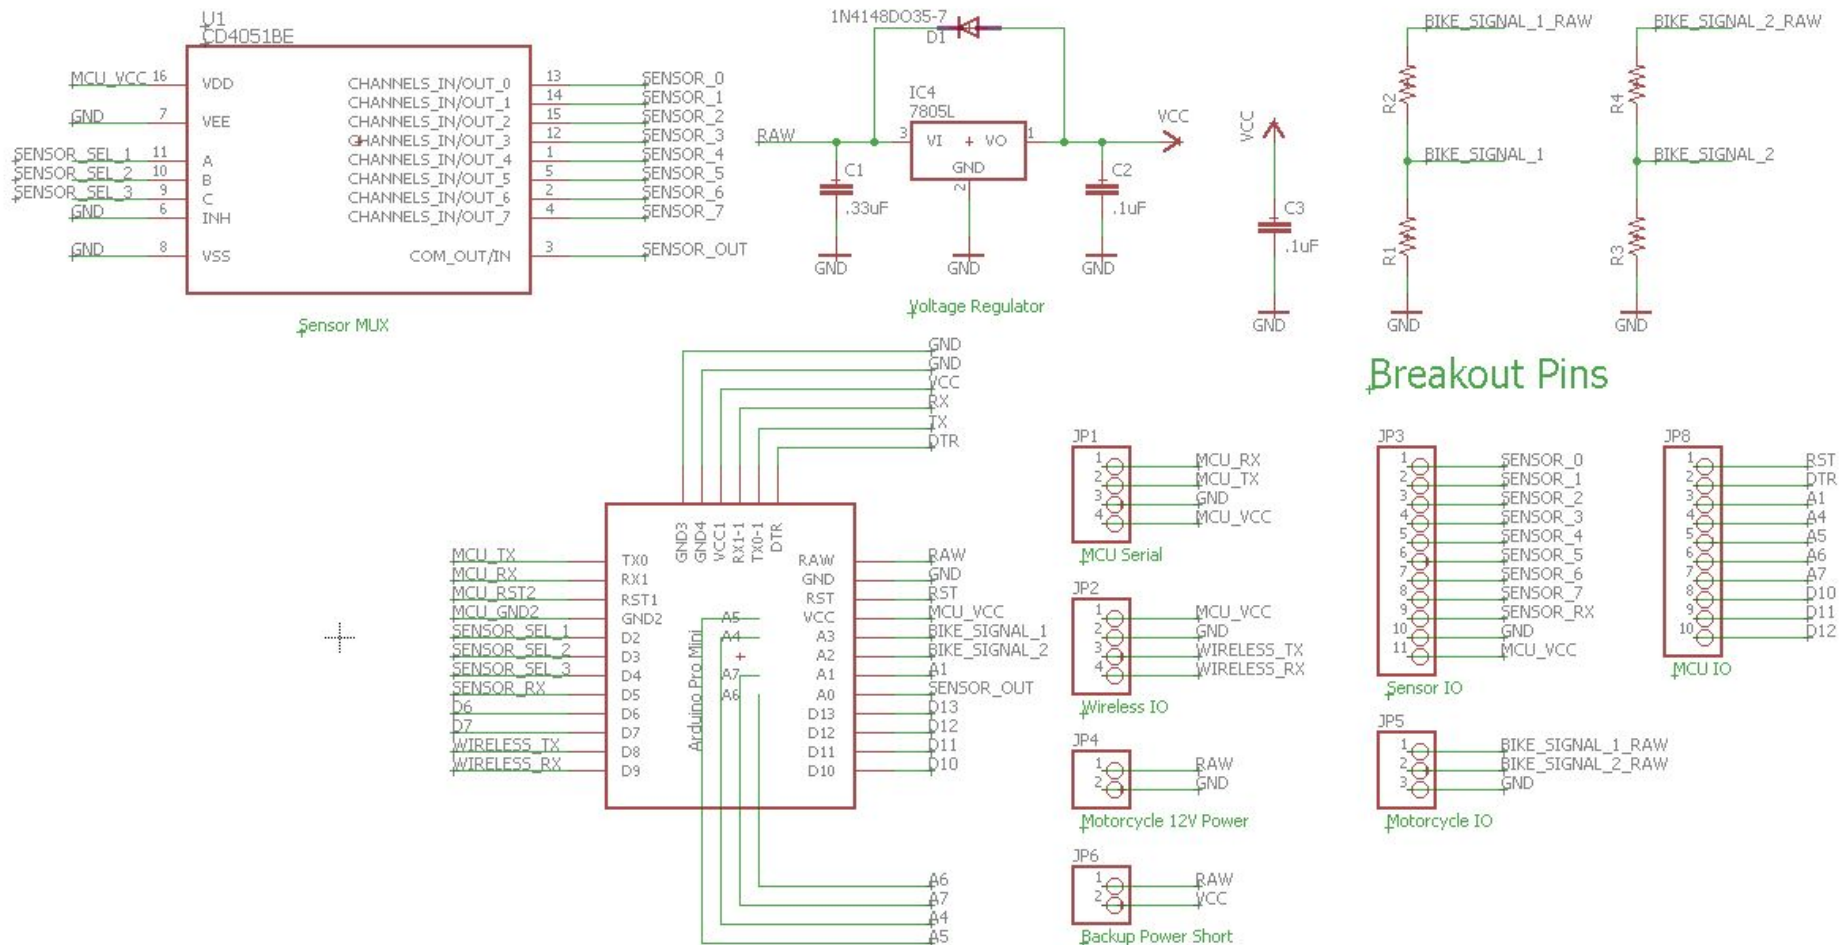 U1
CD4051BE
MCU_VCC 16 VDD
GND 7 VEE
SENSOR_SEL_1 11 A
SENSOR_SEL_2 10 B
SENSOR_SEL_3 9 C
GND 6 INH
GND 8 VSS
CHANNELS_IN/OUT_0 13 SENSOR_0
CHANNELS_IN/OUT_1 14 SENSOR_1
CHANNELS_IN/OUT_2 15 SENSOR_2
CHANNELS_IN/OUT_3 12 SENSOR_3
CHANNELS_IN/OUT_4 1 SENSOR_4
CHANNELS_IN/OUT_5 5 SENSOR_5
CHANNELS_IN/OUT_6 2 SENSOR_6
CHANNELS_IN/OUT_7 4 SENSOR_7
COM_OUT/IN 3 SENSOR_OUT
Sensor MUX
1N4148DO35-7
D1
IC4
7805L
RAW 3 VI VO 1 VCC
GND
2
C1
.33uF
GND
GND
C2
.1uF
GND
Voltage Regulator
VCC
C3
.1uF
GND
BIKE_SIGNAL_1_RAW
R2
BIKE_SIGNAL_1
R1
GND
BIKE_SIGNAL_2_RAW
R4
BIKE_SIGNAL_2
R3
GND
GND
GND
VCC
RX
TX
DTR
GND3
GND4
VCC1
RX1-1
TX0-1
DTR
MCU_TX TX0
MCU_RX RX1
MCU_RST2 RST1
MCU_GND2 GND2
SENSOR_SEL_1 D2
SENSOR_SEL_2 D3
SENSOR_SEL_3 D4
SENSOR_RX D5
D6 D6
D7 D7
WIRELESS_TX D8
WIRELESS_RX D9
Arduino Pro Mini
A5
A4
A7
A6
RAW RAW
GND GND
RST RST
VCC MCU_VCC
A3 BIKE_SIGNAL_1
A2 BIKE_SIGNAL_2
A1 A1
A0 SENSOR_OUT
D13 D13
D12 D12
D11 D11
D10 D10
A6
A7
A4
A5
Breakout Pins
JP1
1 MCU_RX
2 MCU_TX
3 GND
4 MCU_VCC
MCU Serial
JP2
1 MCU_VCC
2 GND
3 WIRELESS_TX
4 WIRELESS_RX
Wireless IO
JP4
1 RAW
2 GND
Motorcycle 12V Power
JP6
1 RAW
2 VCC
Backup Power Short
JP3
1 SENSOR_0
2 SENSOR_1
3 SENSOR_2
4 SENSOR_3
5 SENSOR_4
6 SENSOR_5
7 SENSOR_6
8 SENSOR_7
9 SENSOR_RX
10 GND
11 MCU_VCC
Sensor IO
JP5
1 BIKE_SIGNAL_1_RAW
2 BIKE_SIGNAL_2_RAW
3 GND
Motorcycle IO
JP8
1 RST
2 DTR
3 A1
4 A4
5 A5
6 A6
7 A7
8 D10
9 D11
10 D12
MCU IO